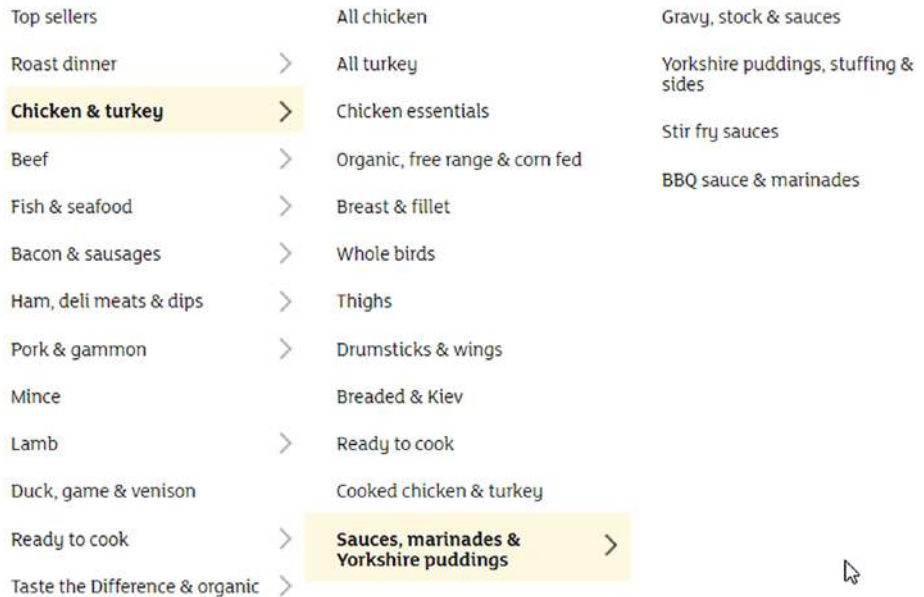 Top sellers
Roast dinner
Chicken & turkey
Beef
Fish & seafood
Bacon & sausages
Ham, deli meats & dips
Pork & gammon
Mince
Lamb
Duck, game & venison
Ready to cook
Taste the Difference & organic
All chicken
All turkey
Chicken essentials
Organic, free range & corn fed
Breast & fillet
Whole birds
Thighs
Drumsticks & wings
Breaded & Kiev
Ready to cook
Cooked chicken & turkey
Sauces, marinades &
Yorkshire puddings
Gravy, stock & sauces
Yorkshire puddings, stuffing &
sides
Stir fry sauces
BBQ sauce & marinades